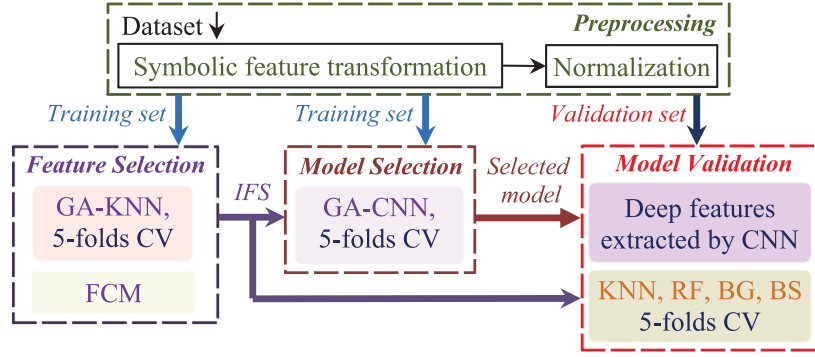 Preprocessing
Dataset
Symbolic feature transformation
Normalization
Training set
Training set
Validation set
Feature Selection
GA-KNN,
5-folds CV
FCM
IFS
Model Selection
GA-CNN,
5-folds CV
Selected
model
Model Validation
Deep features
extracted by CNN
KNN, RF, BG, BS
5-folds CV